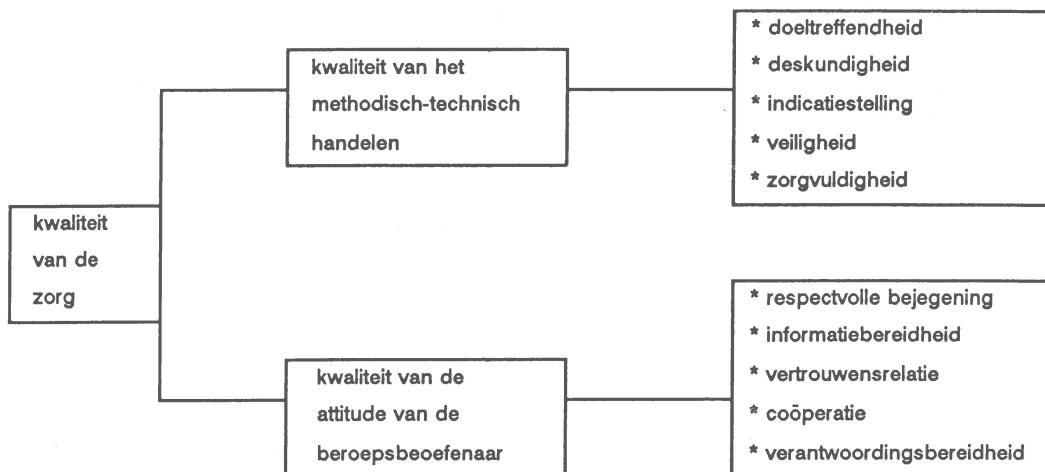 kwaliteit
van de
zorg
kwaliteit van het
methodisch-technisch
handelen
* doeltreffendheid
* deskundigheid
* indicatiestelling
* veiligheid
* zorgvuldigheid
kwaliteit van de
attitude van de
beroepsbeoefenaar
* respectvolle bejegening
* informatiebereidheid
* vertrouwensrelatie
* coöperatie
* verantwoordingsbereidheid